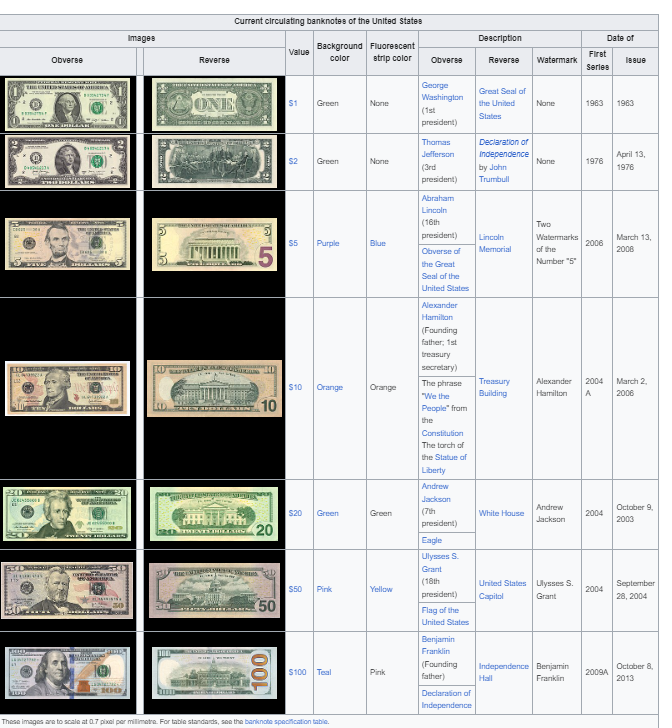 Current circulating banknotes of the United States
Images
Value
Background color
Fluorescent strip color
Description
Date of
Obverse
Reverse
Obverse
Reverse
Watermark
First Series
Issue
ONE
$1
Green
None
George
Washington
(1st
president)
Great Seal of
the United
States
None
1963
1963
$2
Green
None
Thomas
Jefferson
(3rd
president)
Declaration of
Independence
by John
Trumbull
None
1976
April 13,
1976
5
$5
Purple
Blue
Abraham
Lincoln
(16th
president)
Obverse of
the Great
Seal of the
United States
Lincoln
Memorial
Two
Watermarks
of the
Number "5"
2006
March 13,
2008
10
$10
Orange
Orange
Alexander
Hamilton
(Founding
father; 1st
treasury
secretary)
The phrase
"We the
People" from
the
Constitution
The torch of
the Statue of
Liberty
Treasury
Building
Alexander
Hamilton
2004
A
March 2,
2006
20
$20
Green
Green
Andrew
Jackson
(7th
president)
Eagle
White House
Andrew
Jackson
2004
October 9,
2003
50
50
$50
Pink
Yellow
Ulysses S.
Grant
(18th
president)
Flag of the
United States
United States
Capitol
Ulysses S.
Grant
2004
September
28, 2004
100
100
$100
Teal
Pink
Benjamin
Franklin
(Founding
father)
Declaration of
Independence
Independence
Hall
Benjamin
Franklin
2009A
October 8,
2013
These images are to scale at 0.7 pixel per millimetre. For table standards, see the banknote specification table.